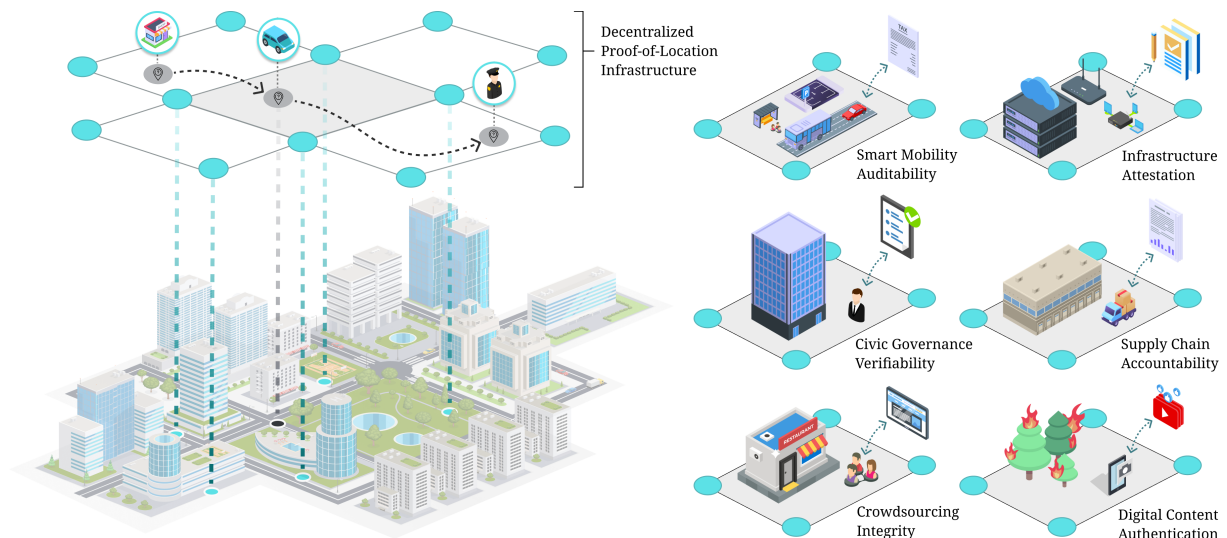 Decentralized
Proof-of-Location
Infrastructure
TAX
Smart Mobility
Auditability
Infrastructure
Attestation
Civic Governance
Verifiability
Supply Chain
Accountability
RESTAURANT
Crowdsourcing
Integrity
Digital Content
Authentication